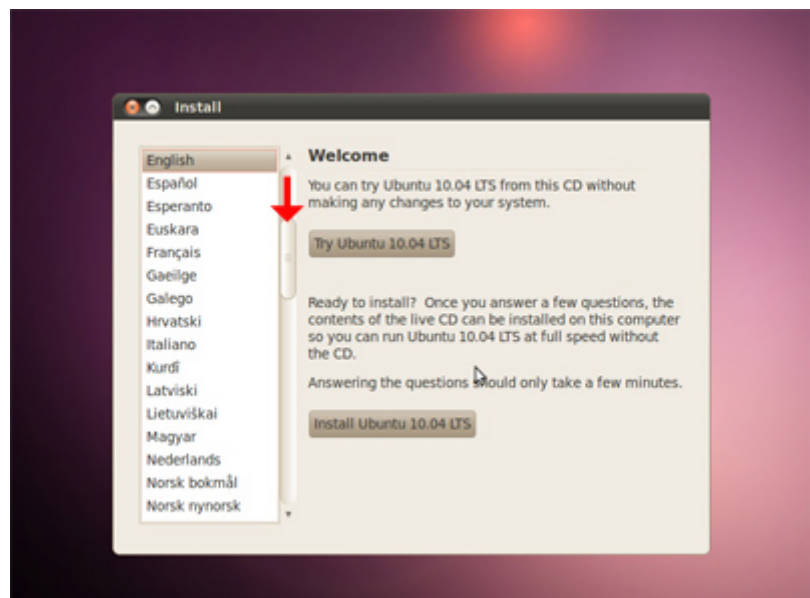 Install
English
Español
Esperanto
Euskara
Français
Gaeilge
Galego
Hrvatski
Italiano
Kurdî
Latviski
Lietuviškai
Magyar
Nederlands
Norsk bokmål
Norsk nynorsk
Welcome
You can try Ubuntu 10.04 LTS from this CD without
making any changes to your system.
Try Ubuntu 10.04 LTS
Ready to install? Once you answer a few questions, the
contents of the live CD can be installed on this computer
so you can run Ubuntu 10.04 LTS at full speed without
the CD.
Answering the questions should only take a few minutes.
Install Ubuntu 10.04 LTS